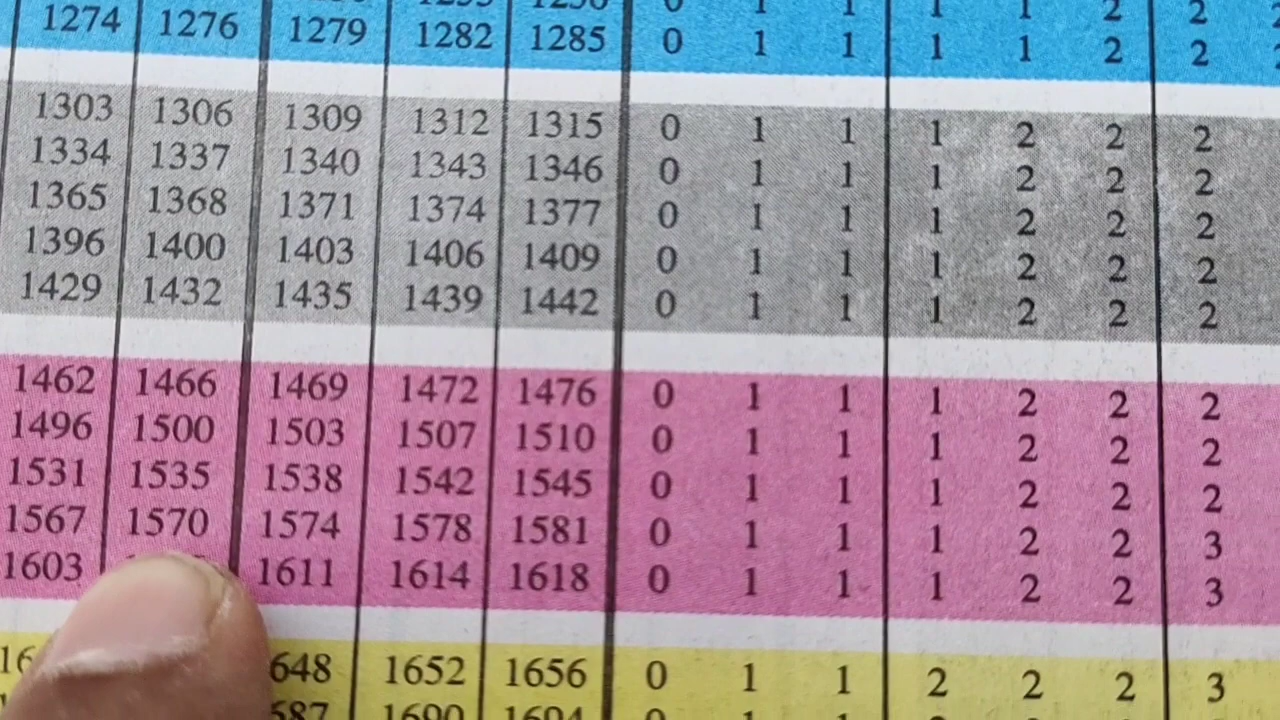 1274 1276 1279 1282 1285 0 1 1 1 1 2 2
1303 1306 1309 1312 1315 0 1 1 1 2 2 2
1334 1337 1340 1343 1346 0 1 1 1 2 2 2
1365 1368 1371 1374 1377 0 1 1 1 2 2 2
1396 1400 1403 1406 1409 0 1 1 1 2 2 2
1429 1432 1435 1439 1442 0 1 1 1 2 2 2
1462 1466 1469 1472 1476 0 1 1 1 2 2 2
1496 1500 1503 1507 1510 0 1 1 1 2 2 2
1531 1535 1538 1542 1545 0 1 1 1 2 2 2
1567 1570 1574 1578 1581 0 1 1 1 2 2 3
1603 1611 1614 1618 0 1 1 1 2 2 3
648 1652 1656 0 1 1 2 2 2 3